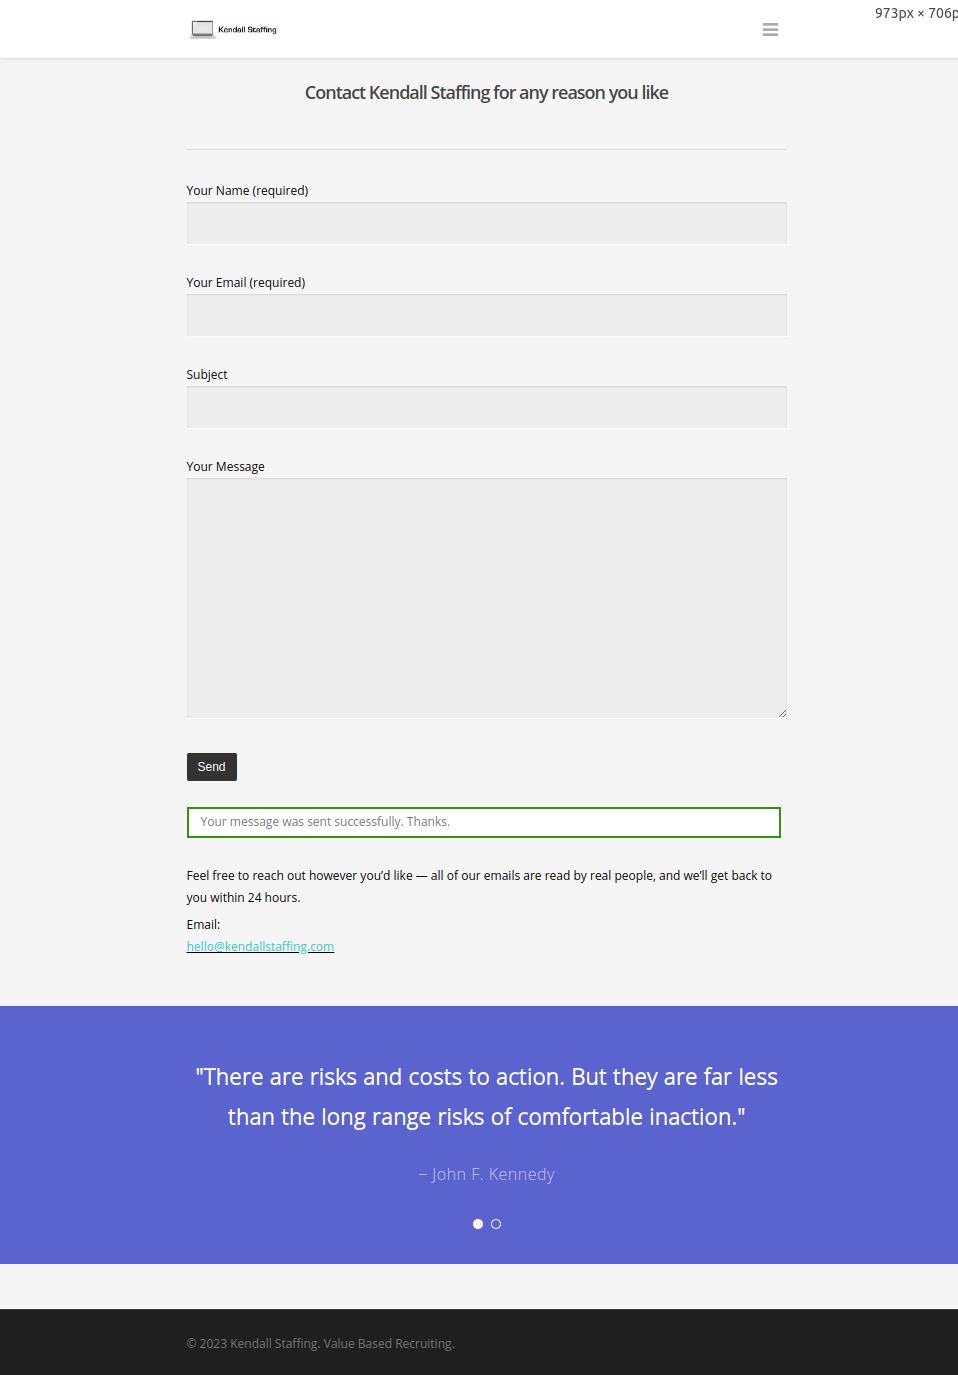 Kendall Staffing
973px × 706p
Contact Kendall Staffing for any reason you like
Your Name (required)
Your Email (required)
Subject
Your Message
Send
Your message was sent successfully. Thanks.
Feel free to reach out however you’d like — all of our emails are read by real people, and we’ll get back to
you within 24 hours.
Email:
hello@kendallstaffing.com
"There are risks and costs to action. But they are far less
than the long range risks of comfortable inaction."
– John F. Kennedy
© 2023 Kendall Staffing. Value Based Recruiting.